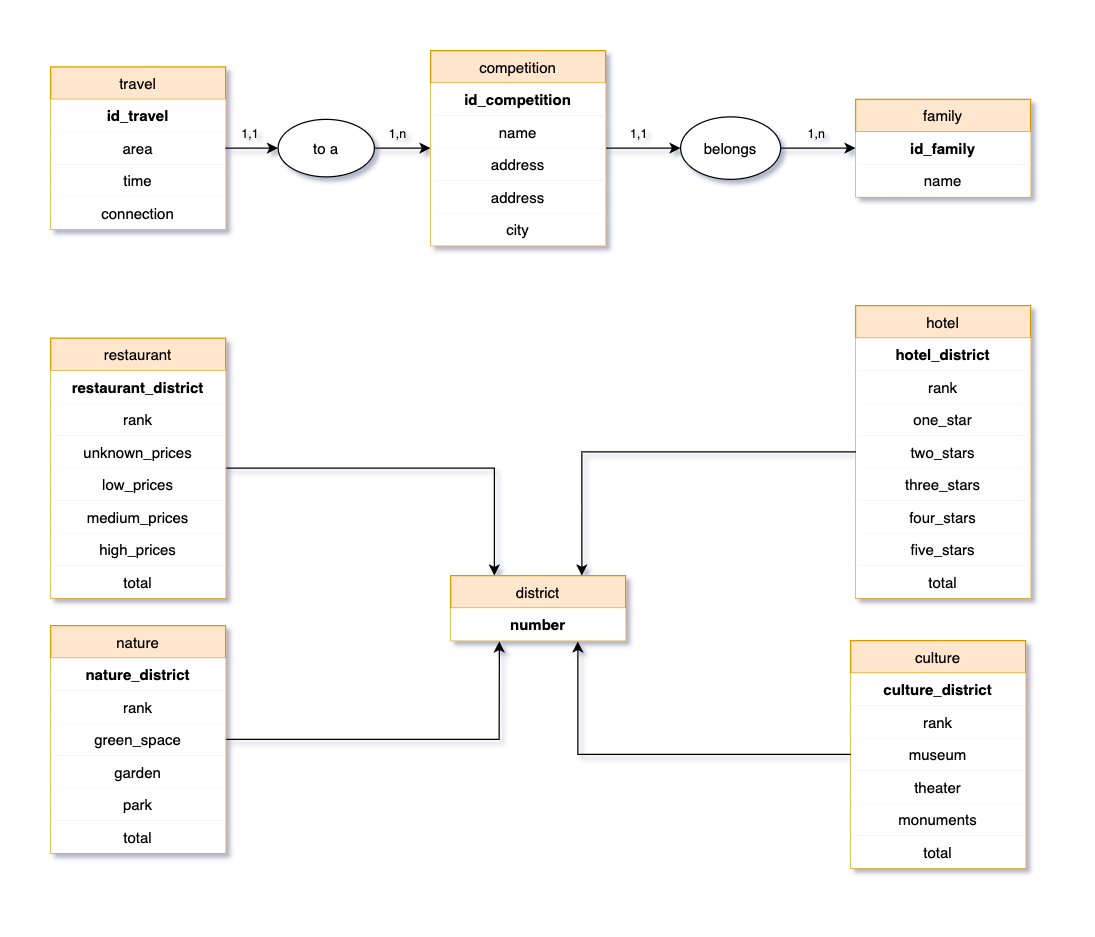 travel
id_travel
area
time
connection
1,1
to a
1,n
competition
id_competition
name
address
address
city
1,1
belongs
1,n
family
id_family
name
restaurant
restaurant_district
rank
unknown_prices
low_prices
medium_prices
high_prices
total
hotel
hotel_district
rank
one_star
two_stars
three_stars
four_stars
five_stars
total
district
number
nature
nature_district
rank
green_space
garden
park
total
culture
culture_district
rank
museum
theater
monuments
total